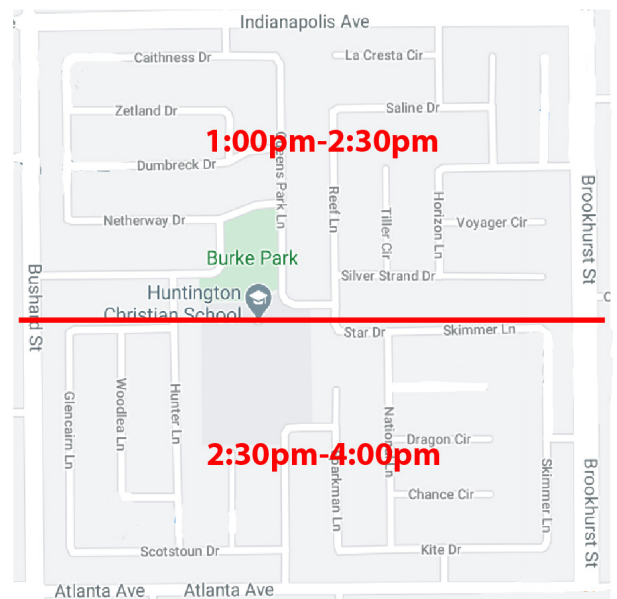 Indianapolis Ave
Caithness Dr
La Cresta Cir
Zetland Dr
Saline Dr
1:00pm-2:30pm
Dumbreck Dr
Queens Park Ln
Reef Ln
Tiller Cir
Horizon Ln
Brookhurst St
Netherway Dr
Voyager Cir
Burke Park
Bushard St
Silver Strand Dr
Huntington
Christian School
Star Dr
Skimmer Ln
Glencairn Ln
Woodlea Ln
Hunter Ln
National Ln
Dragon Cir
2:30pm-4:00pm
Parkman Ln
Skimmer Ln
Brookhurst St
Chance Cir
Scotstoun Dr
Kite Dr
Atlanta Ave
Atlanta Ave